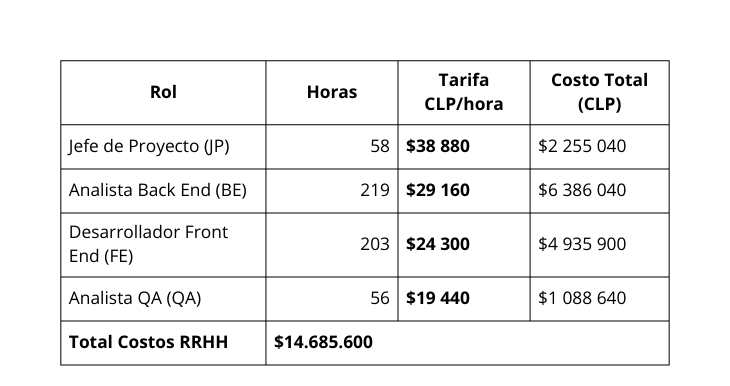 Rol Horas Tarifa CLP/hora Costo Total (CLP)
Jefe de Proyecto (JP) 58 $38 880 $2 255 040
Analista Back End (BE) 219 $29 160 $6 386 040
Desarrollador Front End (FE) 203 $24 300 $4 935 900
Analista QA (QA) 56 $19 440 $1 088 640
Total Costos RRHH $14.685.600